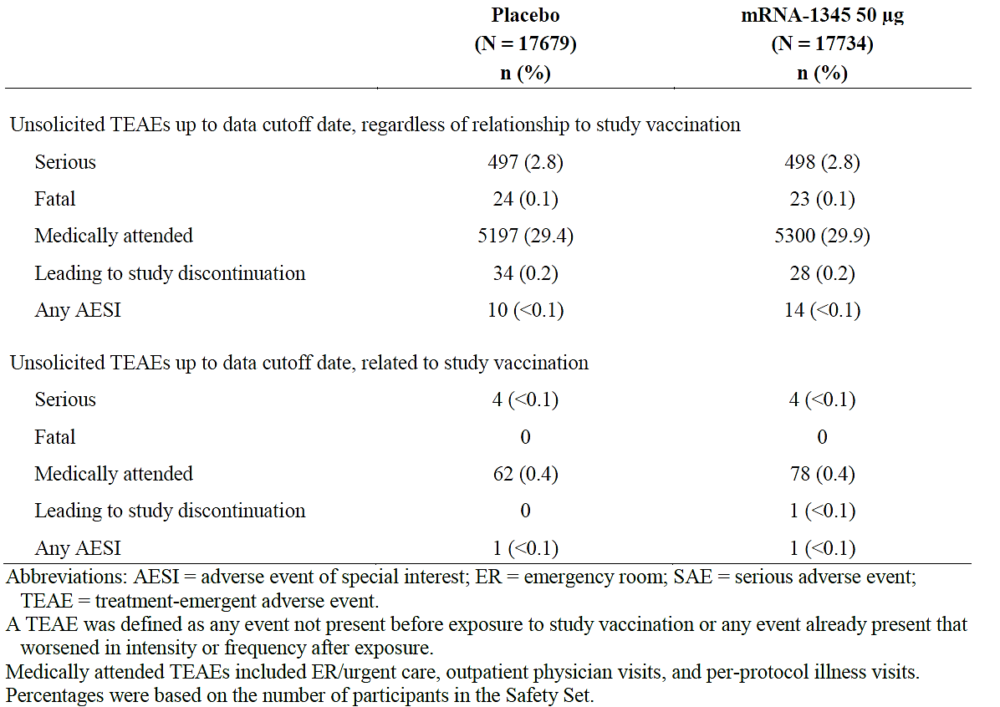 Placebo mRNA-1345 50 µg
(N = 17679) (N = 17734)
n (%) n (%)
Unsolicited TEAEs up to data cutoff date, regardless of relationship to study vaccination
Serious 497 (2.8) 498 (2.8)
Fatal 24 (0.1) 23 (0.1)
Medically attended 5197 (29.4) 5300 (29.9)
Leading to study discontinuation 34 (0.2) 28 (0.2)
Any AESI 10 (<0.1) 14 (<0.1)
Unsolicited TEAEs up to data cutoff date, related to study vaccination
Serious 4 (<0.1) 4 (<0.1)
Fatal 0 0
Medically attended 62 (0.4) 78 (0.4)
Leading to study discontinuation 0 1 (<0.1)
Any AESI 1 (<0.1) 1 (<0.1)
Abbreviations: AESI = adverse event of special interest; ER = emergency room; SAE = serious adverse event;
TEAE = treatment-emergent adverse event.
A TEAE was defined as any event not present before exposure to study vaccination or any event already present that
worsened in intensity or frequency after exposure.
Medically attended TEAEs included ER/urgent care, outpatient physician visits, and per-protocol illness visits.
Percentages were based on the number of participants in the Safety Set.